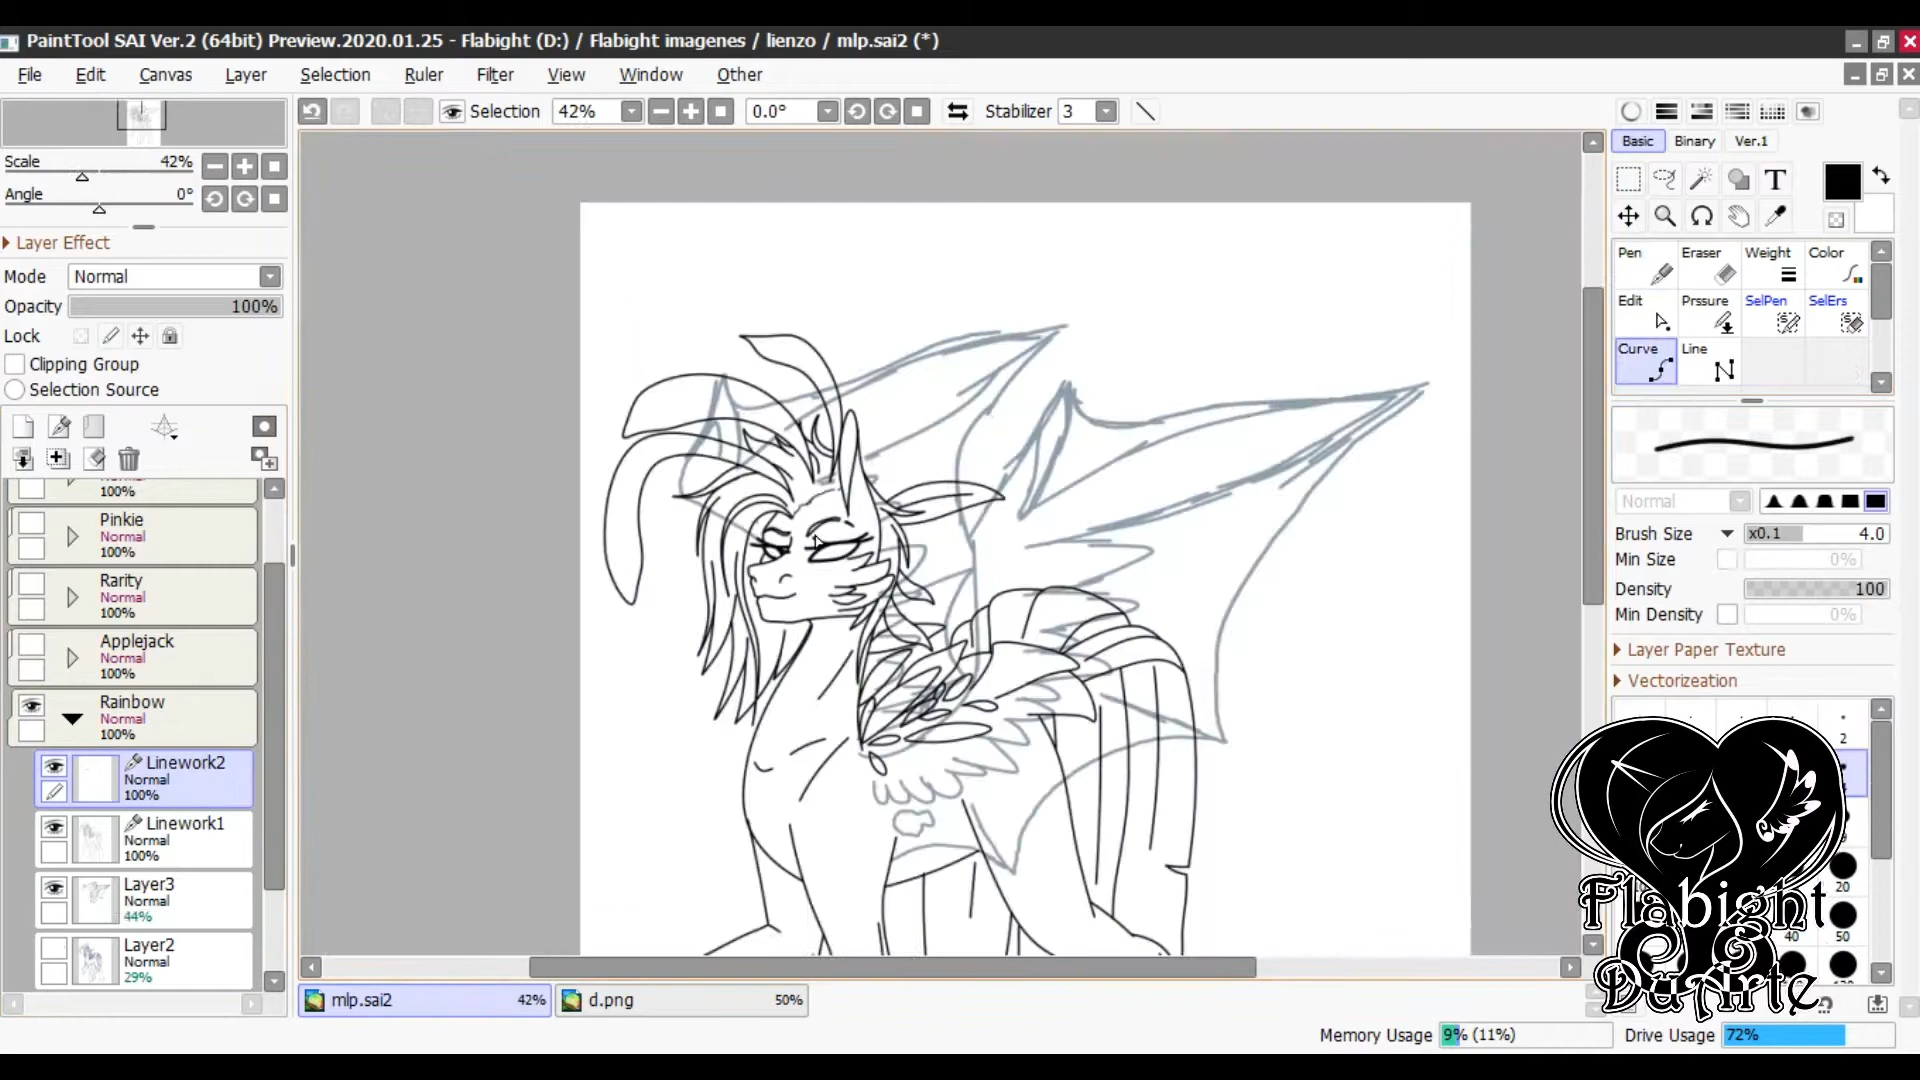 PaintTool SAI Ver.2 (64bit) Preview.2020.01.25 - Flabight (D:) / Flabight imagenes / lienzo / mlp.sai2 (*)
File Edit Canvas Layer Selection Ruler Filter View Window Other
Selection 42% 0.0° Stabilizer 3
Scale 42%
Angle 0°
Layer Effect
Mode Normal
Opacity 100%
Lock
Clipping Group
Selection Source
100%
Pinkie
Normal
100%
Rarity
Normal
100%
Applejack
Normal
100%
Rainbow
Normal
100%
Linework2
Normal
100%
Linework1
Normal
100%
Layer3
Normal
44%
Layer2
Normal
29%
mlp.sai2 42% d.png 50%
Basic Binary Ver.1
T
Pen Eraser Weight Color
Edit Prssure SelPen SelErs
Curve Line
Normal
Brush Size x0.1 4.0
Min Size 0%
Density 100
Min Density 0%
Layer Paper Texture
Vectorizeation
2
20
40 50
Flabight
DuArte
Memory Usage 9% (11%) Drive Usage 72%